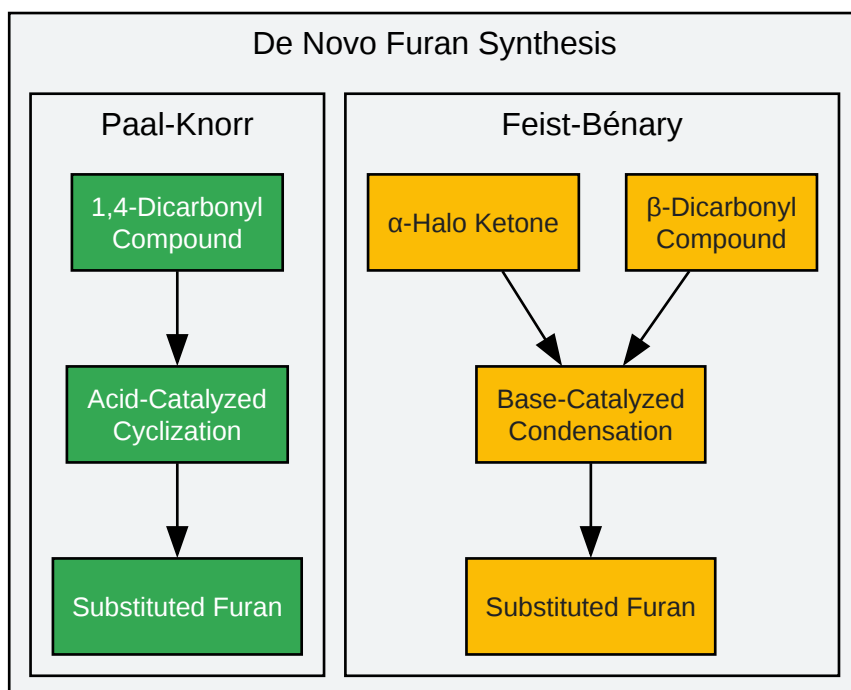 De Novo Furan Synthesis
Paal-Knorr
1,4-Dicarbonyl
Compound
Acid-Catalyzed
Cyclization
Substituted Furan
Feist-Bénary
α-Halo Ketone
β-Dicarbonyl
Compound
Base-Catalyzed
Condensation
Substituted Furan